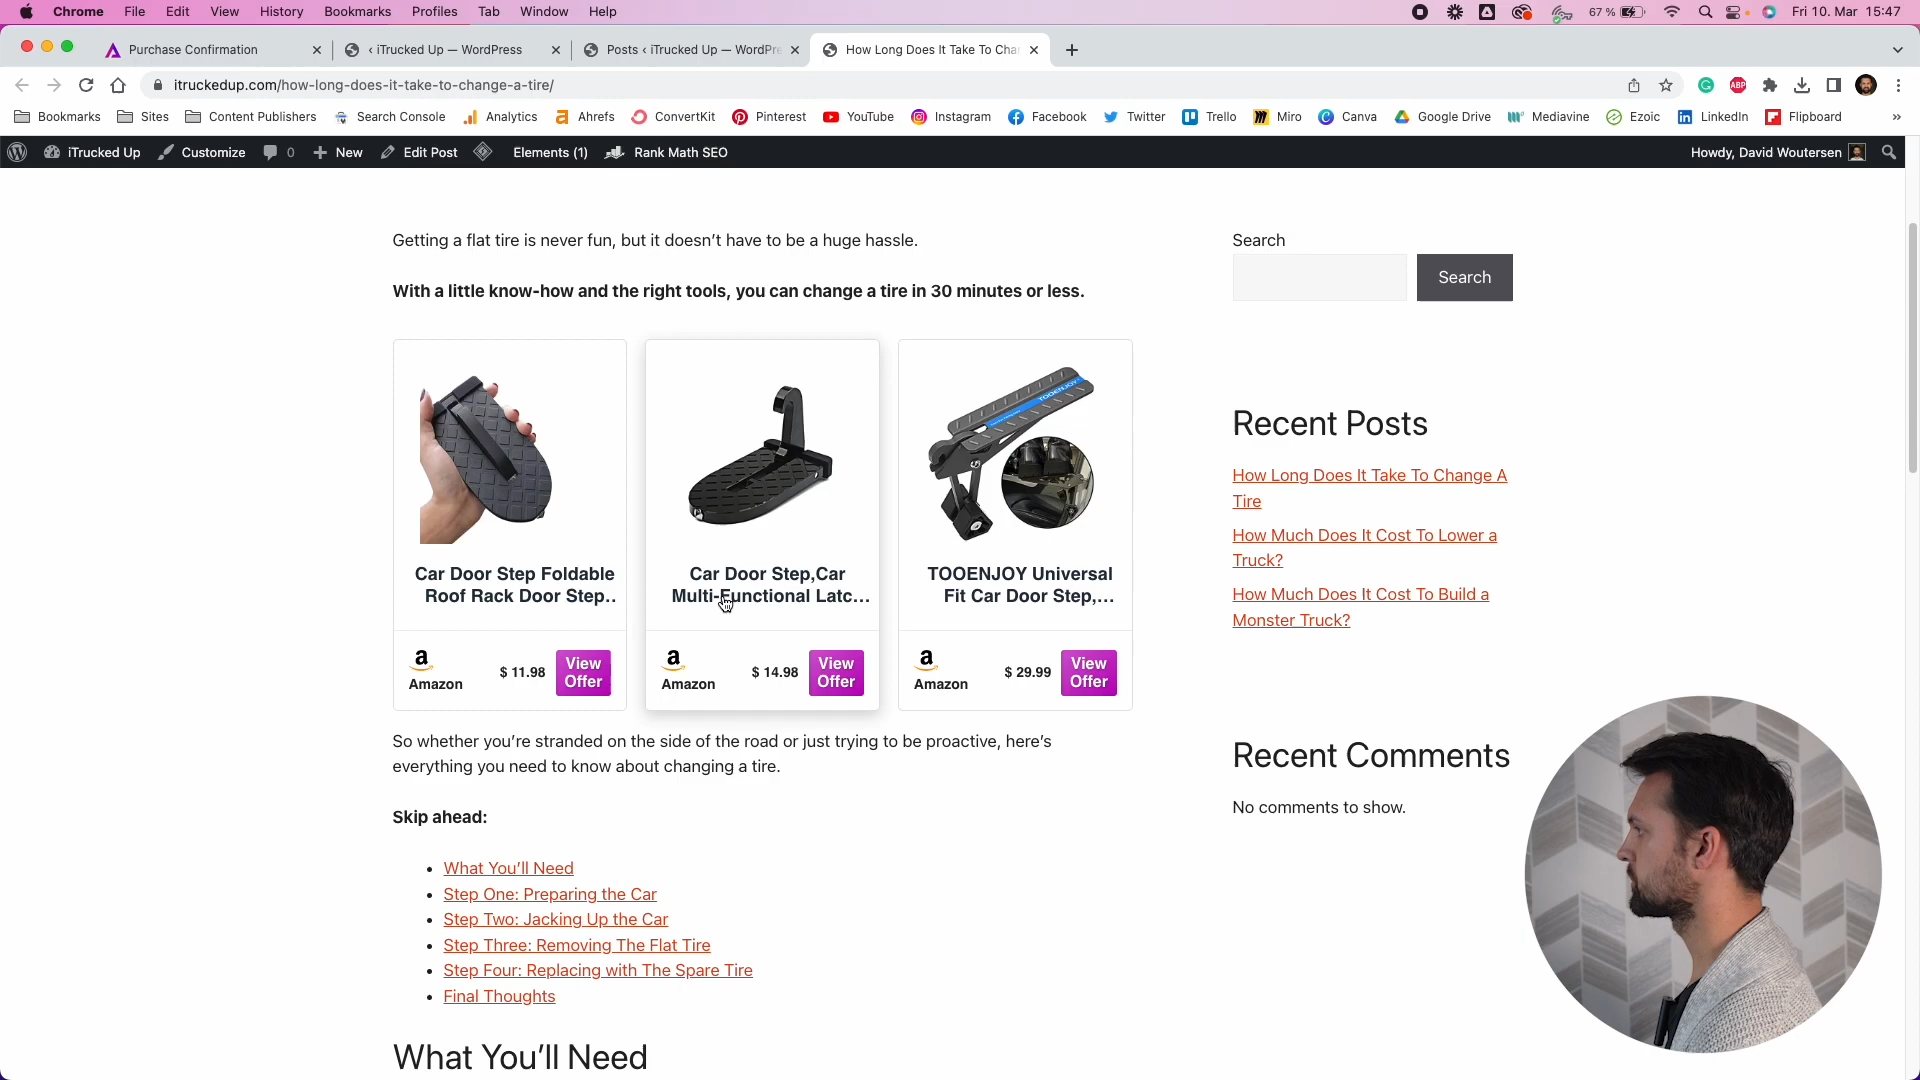 Chrome File Edit View History Bookmarks Profiles Tab Window Help 67 % Fri 10. Mar 15:47
Purchase Confirmation ‹ iTrucked Up — WordPress Posts ‹ iTrucked Up — WordPre How Long Does It Take To Chan
itruckedup.com/how-long-does-it-take-to-change-a-tire/
Bookmarks Sites Content Publishers Search Console Analytics Ahrefs ConvertKit Pinterest YouTube Instagram Facebook Twitter Trello Miro Canva Google Drive Mediavine Ezoic LinkedIn Flipboard »
iTrucked Up Customize 0 New Edit Post Elements (1) Rank Math SEO Howdy, David Woutersen
Getting a flat tire is never fun, but it doesn't have to be a huge hassle.
With a little know-how and the right tools, you can change a tire in 30 minutes or less.
TOOENJOY
Car Door Step Foldable
Roof Rack Door Step..
a
Amazon
$ 11.98
View
Offer
Car Door Step,Car
Multi-Functional Latc...
a
Amazon
$ 14.98
View
Offer
TOOENJOY Universal
Fit Car Door Step,...
a
Amazon
$ 29.99
View
Offer
So whether you're stranded on the side of the road or just trying to be proactive, here's
everything you need to know about changing a tire.
Skip ahead:
• What You'll Need
• Step One: Preparing the Car
• Step Two: Jacking Up the Car
• Step Three: Removing The Flat Tire
• Step Four: Replacing with The Spare Tire
• Final Thoughts
What You'll Need
Search
Search
Recent Posts
How Long Does It Take To Change A
Tire
How Much Does It Cost To Lower a
Truck?
How Much Does It Cost To Build a
Monster Truck?
Recent Comments
No comments to show.